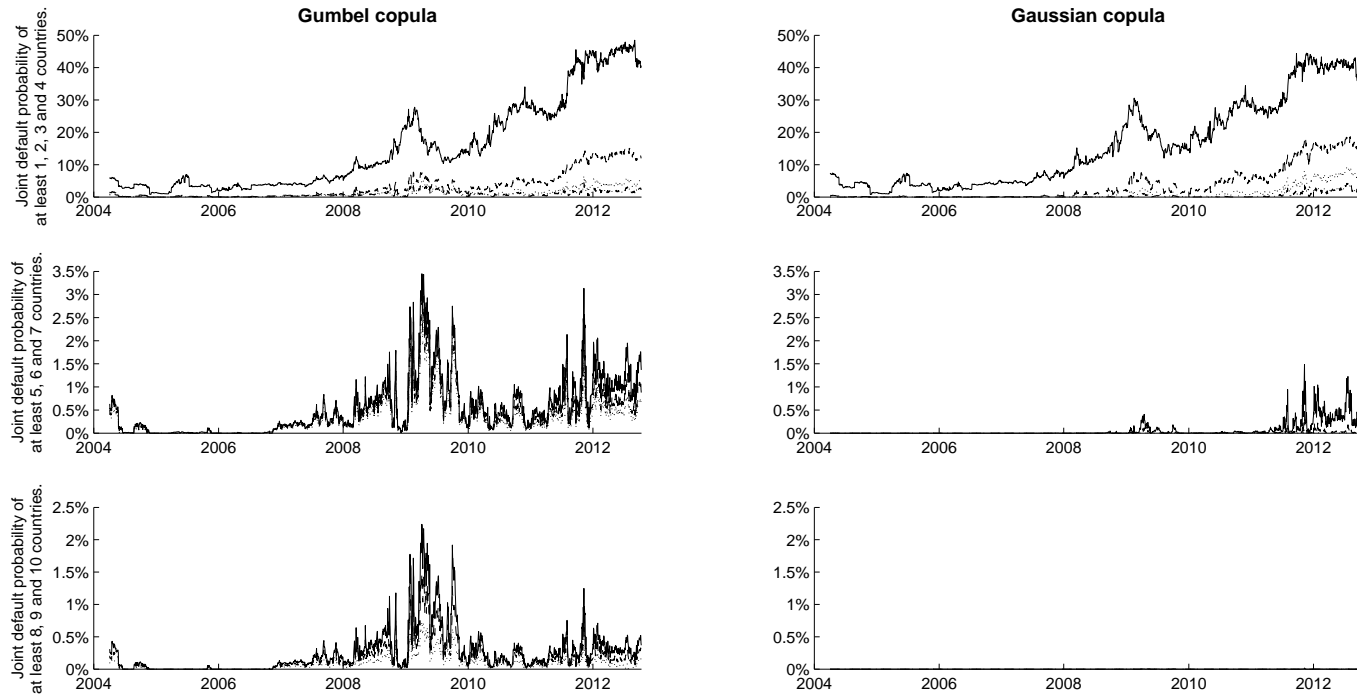 Gumbel copula
Joint default probability of
at least 1, 2, 3 and 4 countries.
50%
40%
30%
20%
10%
0%
2004 2006 2008 2010 2012
Gaussian copula
50%
40%
30%
20%
10%
0%
2004 2006 2008 2010 2012
Joint default probability of
at least 5, 6 and 7 countries.
3.5%
3%
2.5%
2%
1.5%
1%
0.5%
0%
2004 2006 2008 2010 2012
3.5%
3%
2.5%
2%
1.5%
1%
0.5%
0%
2004 2006 2008 2010 2012
Joint default probability of
at least 8, 9 and 10 countries.
2.5%
2%
1.5%
1%
0.5%
0%
2004 2006 2008 2010 2012
2.5%
2%
1.5%
1%
0.5%
0%
2004 2006 2008 2010 2012